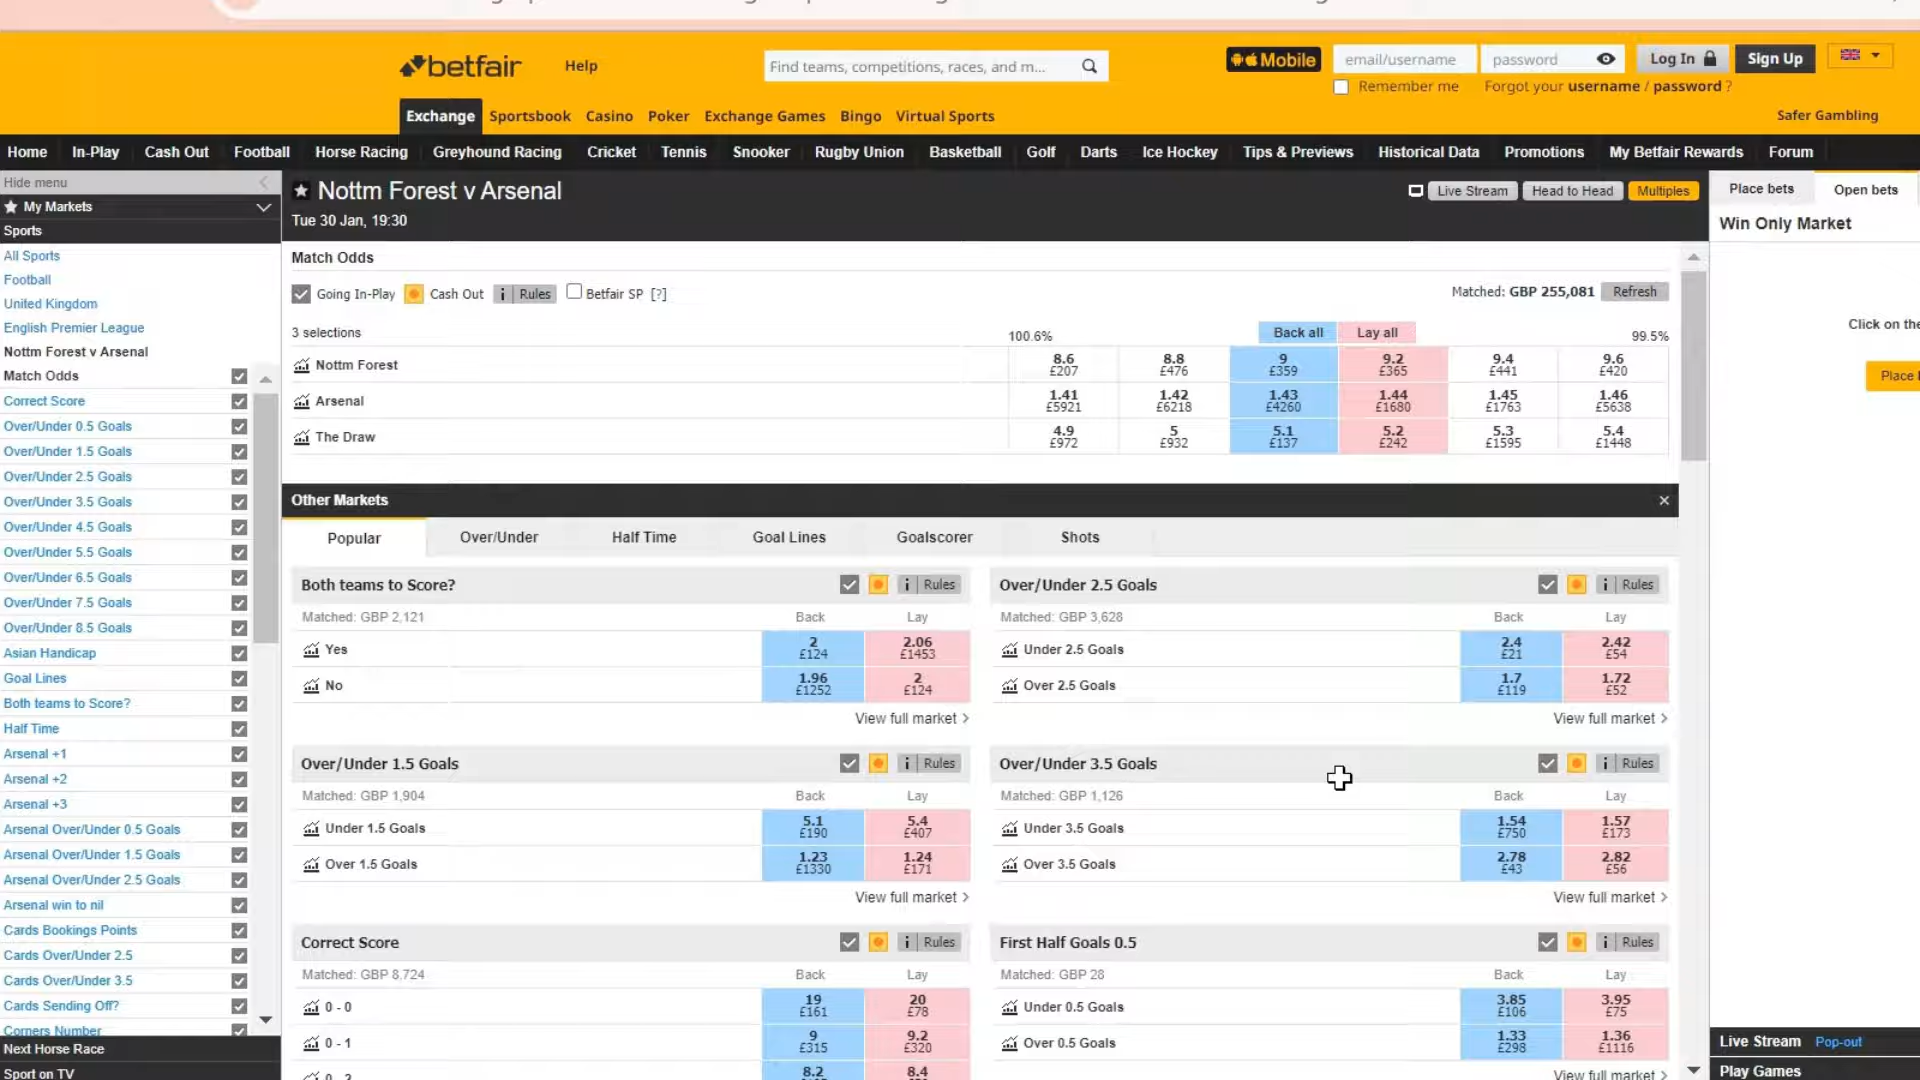 betfair
Help
Find teams, competitions, races, and m...
Mobile
email/username
password
Log In
Sign Up
Remember me
Forgot your username / password ?
Exchange
Sportsbook
Casino
Poker
Exchange Games
Bingo
Virtual Sports
Safer Gambling
Home
In-Play
Cash Out
Football
Horse Racing
Greyhound Racing
Cricket
Tennis
Snooker
Rugby Union
Basketball
Golf
Darts
Ice Hockey
Tips & Previews
Historical Data
Promotions
My Betfair Rewards
Forum
Hide menu
My Markets
Sports
All Sports
Football
United Kingdom
English Premier League
Nottm Forest v Arsenal
Match Odds
Correct Score
Over/Under 0.5 Goals
Over/Under 1.5 Goals
Over/Under 2.5 Goals
Over/Under 3.5 Goals
Over/Under 4.5 Goals
Over/Under 5.5 Goals
Over/Under 6.5 Goals
Over/Under 7.5 Goals
Over/Under 8.5 Goals
Asian Handicap
Goal Lines
Both teams to Score?
Half Time
Arsenal +1
Arsenal +2
Arsenal +3
Arsenal Over/Under 0.5 Goals
Arsenal Over/Under 1.5 Goals
Arsenal Over/Under 2.5 Goals
Arsenal win to nil
Cards Bookings Points
Cards Over/Under 2.5
Cards Over/Under 3.5
Cards Sending Off?
Corners Number
Next Horse Race
Sport on TV
Nottm Forest v Arsenal
Tue 30 Jan, 19:30
Live Stream
Head to Head
Multiples
Match Odds
Going In-Play
Cash Out
i Rules
Betfair SP [?]
Matched: GBP 255,081
Refresh
3 selections
100.6%
Back all
Lay all
99.5%
Nottm Forest
8.6 8.8 9 9.2 9.4 9.6
£207 £476 £359 £365 £441 £420
Arsenal
1.41 1.42 1.43 1.44 1.45 1.46
£5921 £6218 £4260 £1680 £1763 £5638
The Draw
4.9 5 5.1 5.2 5.3 5.4
£972 £932 £137 £242 £1595 £1448
Other Markets
Popular
Over/Under
Half Time
Goal Lines
Goalscorer
Shots
Both teams to Score?
i Rules
Matched: GBP 2,121
Back
Lay
Yes
2 2.06
£124 £1453
No
1.96 2
£1252 £124
View full market
Over/Under 2.5 Goals
i Rules
Matched: GBP 3,628
Back
Lay
Under 2.5 Goals
2.4 2.42
£21 £54
Over 2.5 Goals
1.7 1.72
£119 £52
View full market
Over/Under 1.5 Goals
i Rules
Matched: GBP 1,904
Back
Lay
Under 1.5 Goals
5.1 5.4
£190 £407
Over 1.5 Goals
1.23 1.24
£1330 £171
View full market
Over/Under 3.5 Goals
i Rules
Matched: GBP 1,126
Back
Lay
Under 3.5 Goals
1.54 1.57
£750 £173
Over 3.5 Goals
2.78 2.82
£43 £56
View full market
Correct Score
i Rules
Matched: GBP 8,724
Back
Lay
0 - 0
19 20
£161 £78
0 - 1
9 9.2
£315 £320
0 - 2
8.2 8.4
First Half Goals 0.5
i Rules
Matched: GBP 28
Back
Lay
Under 0.5 Goals
3.85 3.95
£106 £75
Over 0.5 Goals
1.33 1.36
£298 £1116
View full market
Place bets
Open bets
Win Only Market
Click on the
Place
Live Stream
Pop-out
Play Games